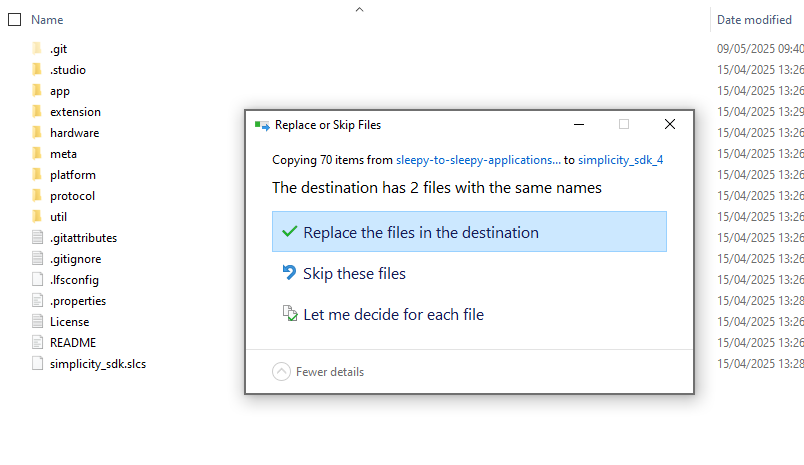 Name Date modified
.git 09/05/2025 09:40
.studio 15/04/2025 13:26
app 15/04/2025 13:26
extension 15/04/2025 13:29
hardware 15/04/2025 13:26
meta 15/04/2025 13:26
platform 15/04/2025 13:26
protocol 15/04/2025 13:26
util 15/04/2025 13:26
.gitattributes 15/04/2025 13:26
.gitignore 15/04/2025 13:26
.lfsconfig 15/04/2025 13:26
.properties 15/04/2025 13:28
License 15/04/2025 13:26
README 15/04/2025 13:26
simplicity_sdk.slcs 15/04/2025 13:28
Replace or Skip Files
Copying 70 items from sleepy-to-sleepy-applications... to simplicity_sdk_4
The destination has 2 files with the same names
Replace the files in the destination
Skip these files
Let me decide for each file
Fewer details